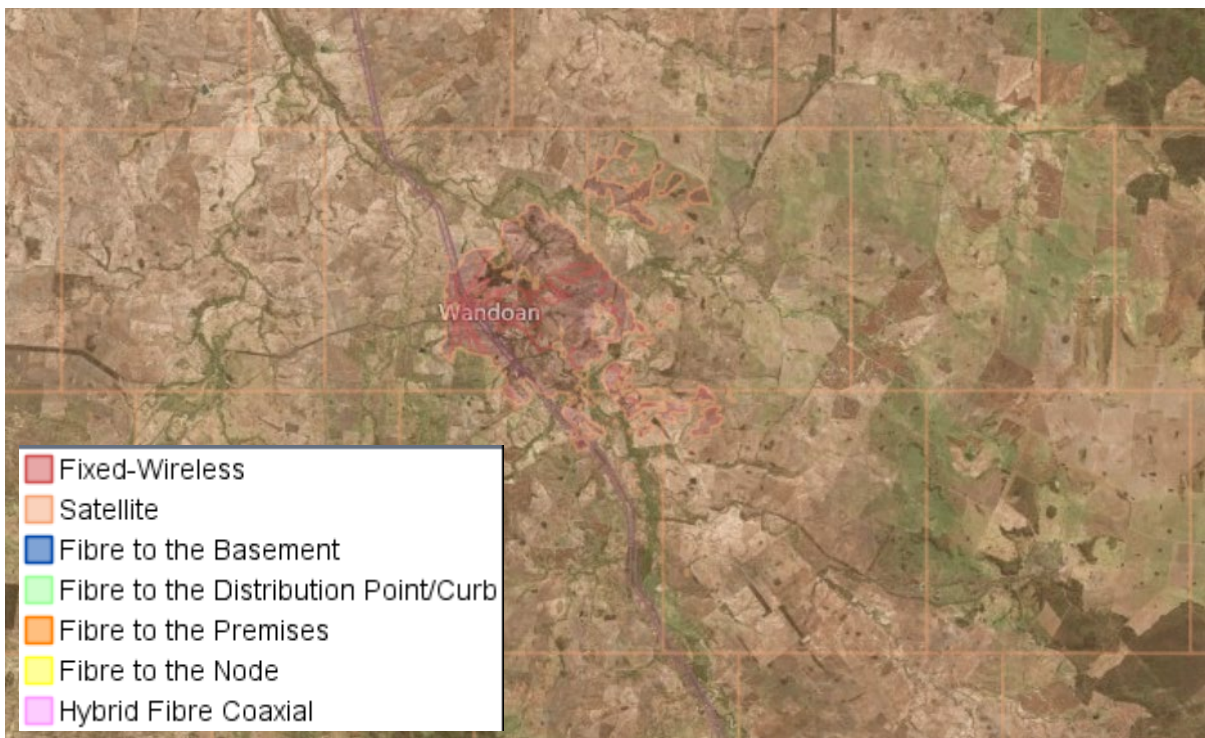 Wandoan
Fixed-Wireless
Satellite
Fibre to the Basement
Fibre to the Distribution Point/Curb
Fibre to the Premises
Fibre to the Node
Hybrid Fibre Coaxial